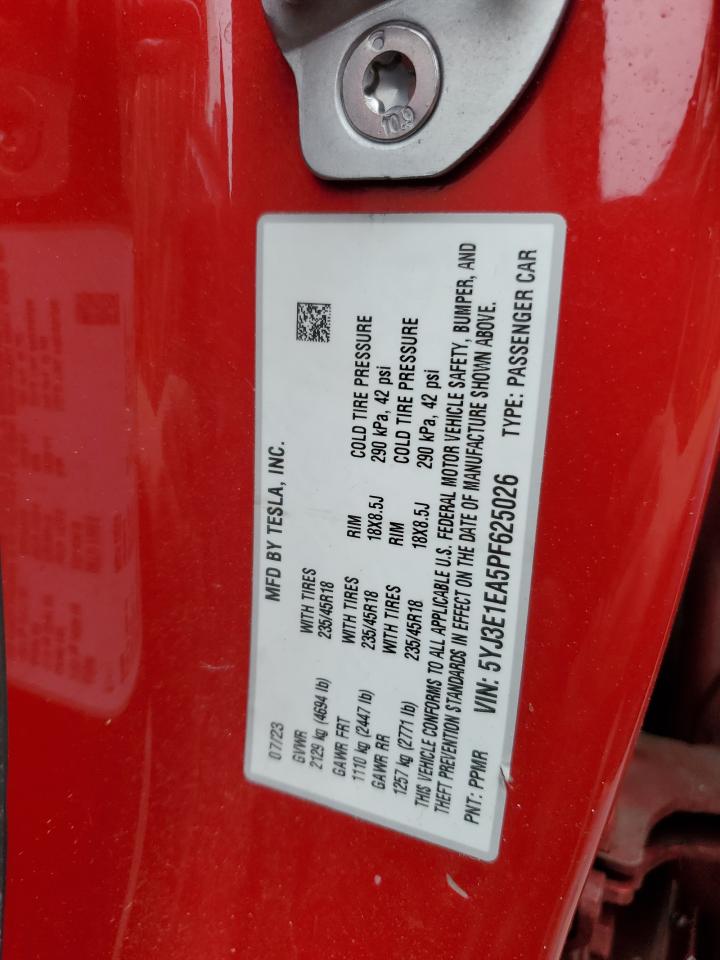 10.9
MFD BY TESLA, INC.
07/23
GVWR WITH TIRES RIM COLD TIRE PRESSURE
2129 kg (4694 lb) 235/45R18 18X8.5J 290 kPa, 42 psi
GAWR FRT WITH TIRES RIM COLD TIRE PRESSURE
1110 kg (2447 lb) 235/45R18 18X8.5J 290 kPa, 42 psi
GAWR RR WITH TIRES
1257 kg (2771 lb) 235/45R18
THIS VEHICLE CONFORMS TO ALL APPLICABLE U.S. FEDERAL MOTOR VEHICLE SAFETY, BUMPER, AND
THEFT PREVENTION STANDARDS IN EFFECT ON THE DATE OF MANUFACTURE SHOWN ABOVE.
PNT: PPMR VIN: 5YJ3E1EA5PF625026 TYPE: PASSENGER CAR